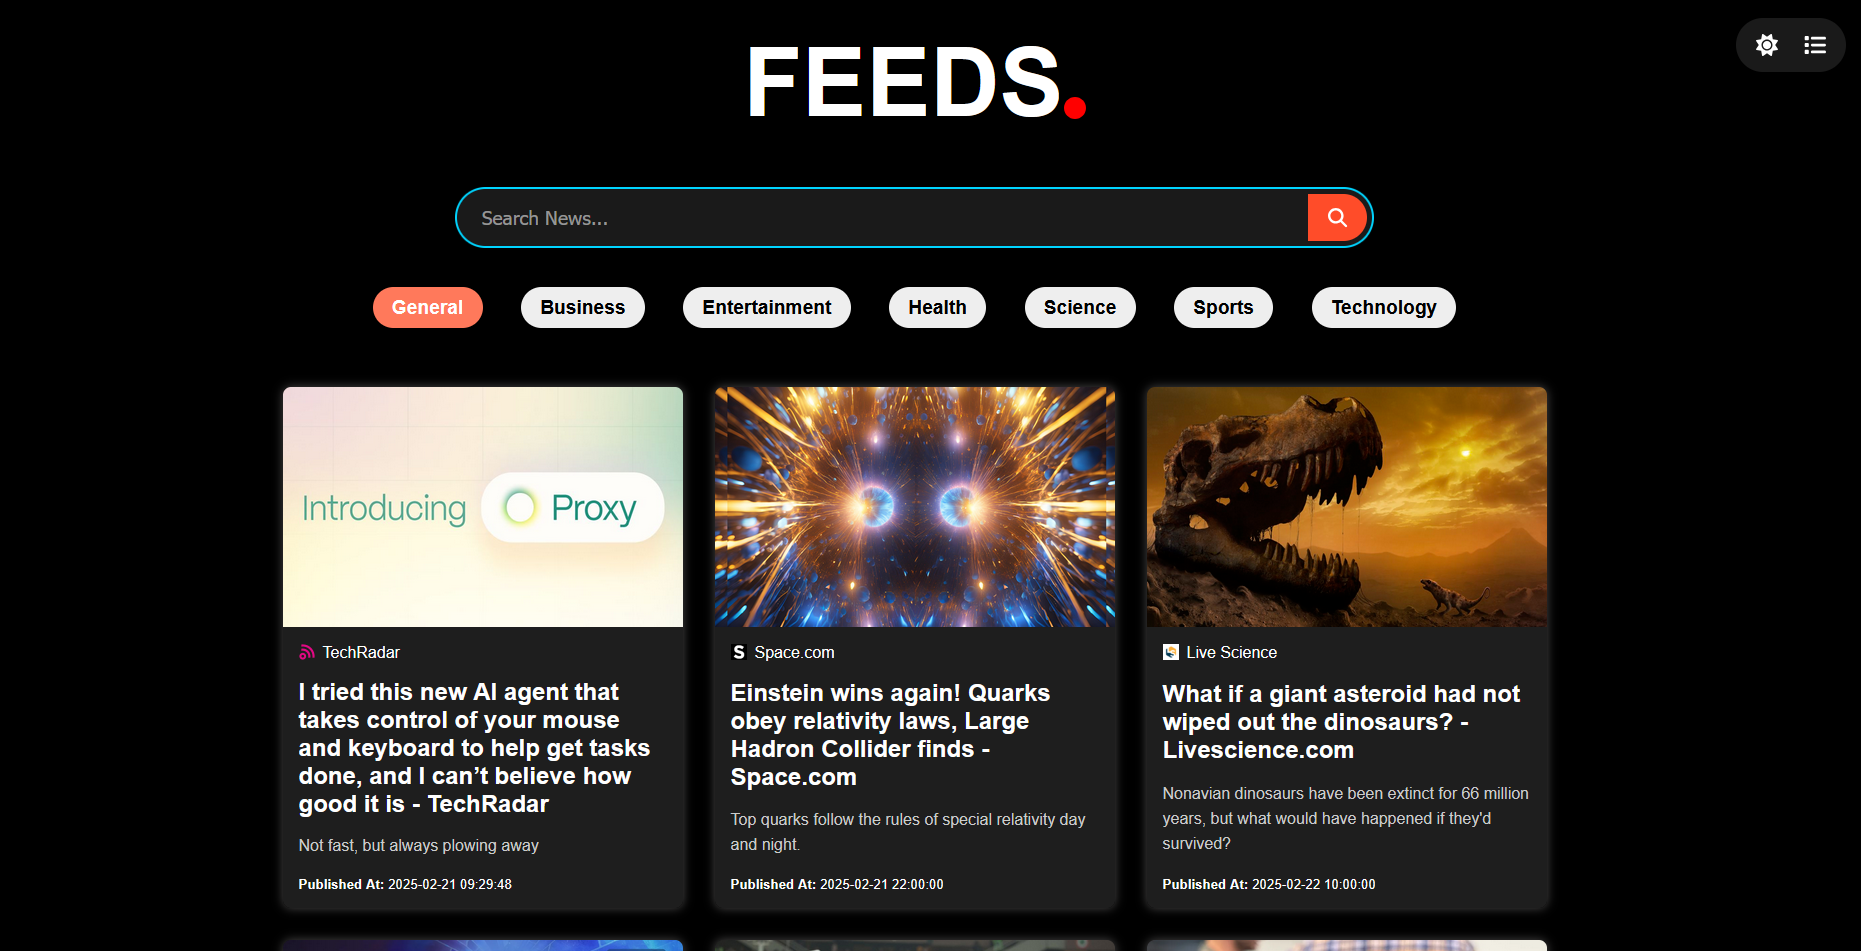 FEEDS.
Search News...
General
Business
Entertainment
Health
Science
Sports
Technology
Introducing Proxy
TechRadar
I tried this new AI agent that
takes control of your mouse
and keyboard to help get tasks
done, and I can’t believe how
good it is - TechRadar
Not fast, but always plowing away
Published At: 2025-02-21 09:29:48
S Space.com
Einstein wins again! Quarks
obey relativity laws, Large
Hadron Collider finds -
Space.com
Top quarks follow the rules of special relativity day
and night.
Published At: 2025-02-21 22:00:00
Live Science
What if a giant asteroid had not
wiped out the dinosaurs? -
Livescience.com
Nonavian dinosaurs have been extinct for 66 million
years, but what would have happened if they'd
survived?
Published At: 2025-02-22 10:00:00